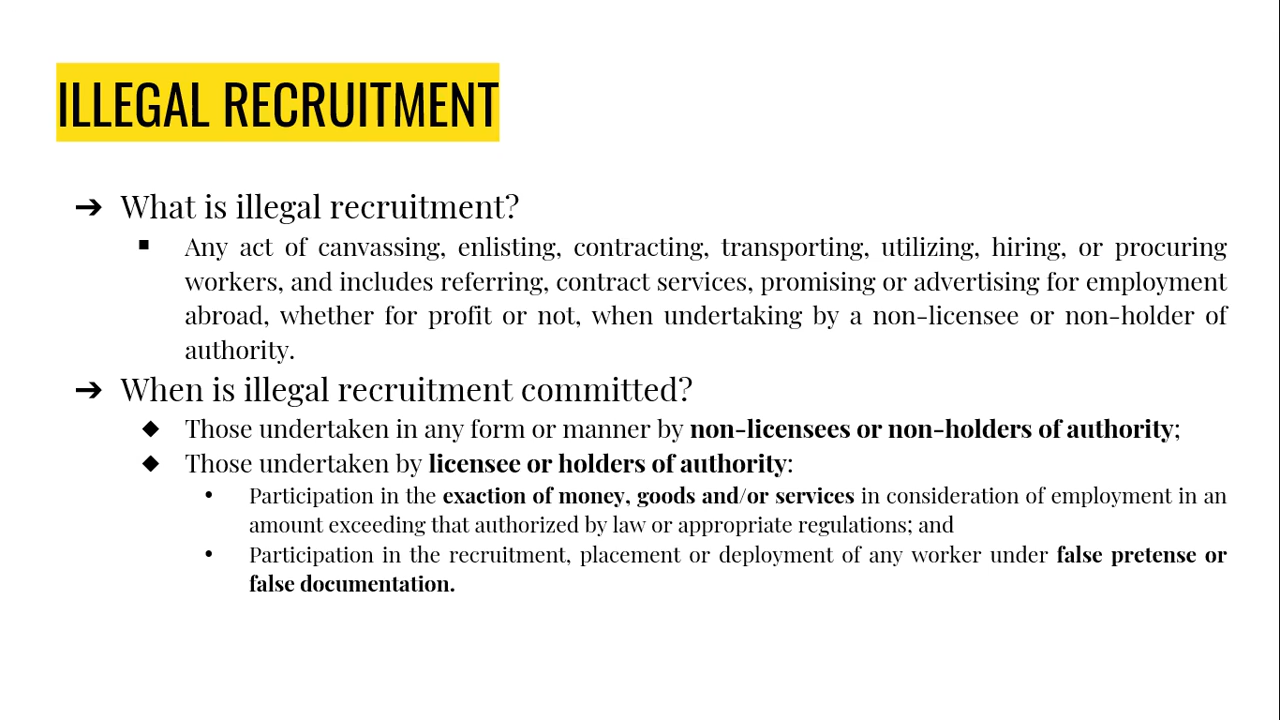 ILLEGAL RECRUITMENT
➔ What is illegal recruitment?
▪ Any act of canvassing, enlisting, contracting, transporting, utilizing, hiring, or procuring
workers, and includes referring, contract services, promising or advertising for employment
abroad, whether for profit or not, when undertaking by a non-licensee or non-holder of
authority.
➔ When is illegal recruitment committed?
◆ Those undertaken in any form or manner by non-licensees or non-holders of authority;
◆ Those undertaken by licensee or holders of authority:
• Participation in the exaction of money, goods and/or services in consideration of employment in an
amount exceeding that authorized by law or appropriate regulations; and
• Participation in the recruitment, placement or deployment of any worker under false pretense or
false documentation.